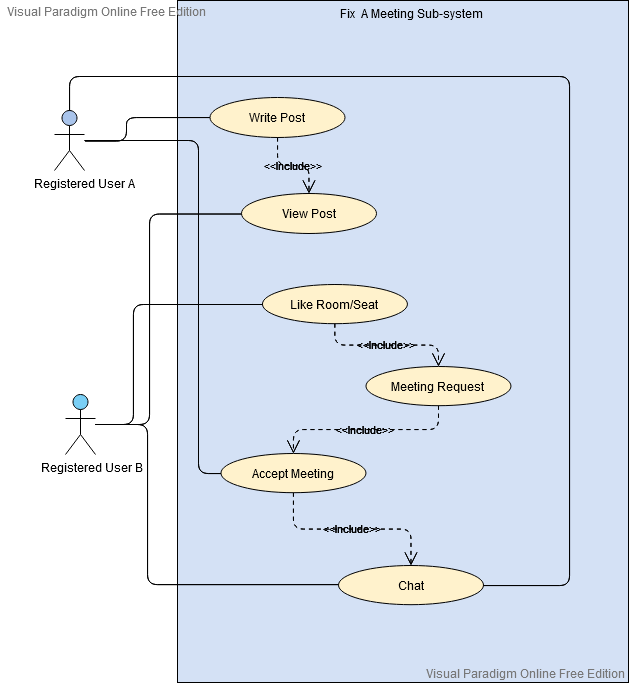 Visual Paradigm Online Free Edition
Fix A Meeting Sub-system
Write Post
<<Include>>
Registered User A
View Post
Like Room/Seat
<<Include>>
Meeting Request
<<Include>>
Registered User B
Accept Meeting
<<Include>>
Chat
Visual Paradigm Online Free Edition